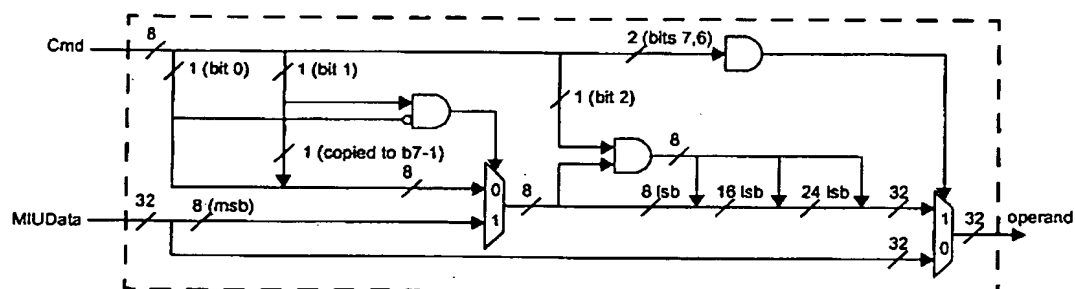 Cmd 8 2 (bits 7,6)
1 (bit 0) 1 (bit 1)
1 (bit 2)
8
1 (copied to b7-1)
8 0 8 8 lsb 16 lsb 24 lsb 32
MIUData 32 8 (msb) 1 1 32 operand
32 0